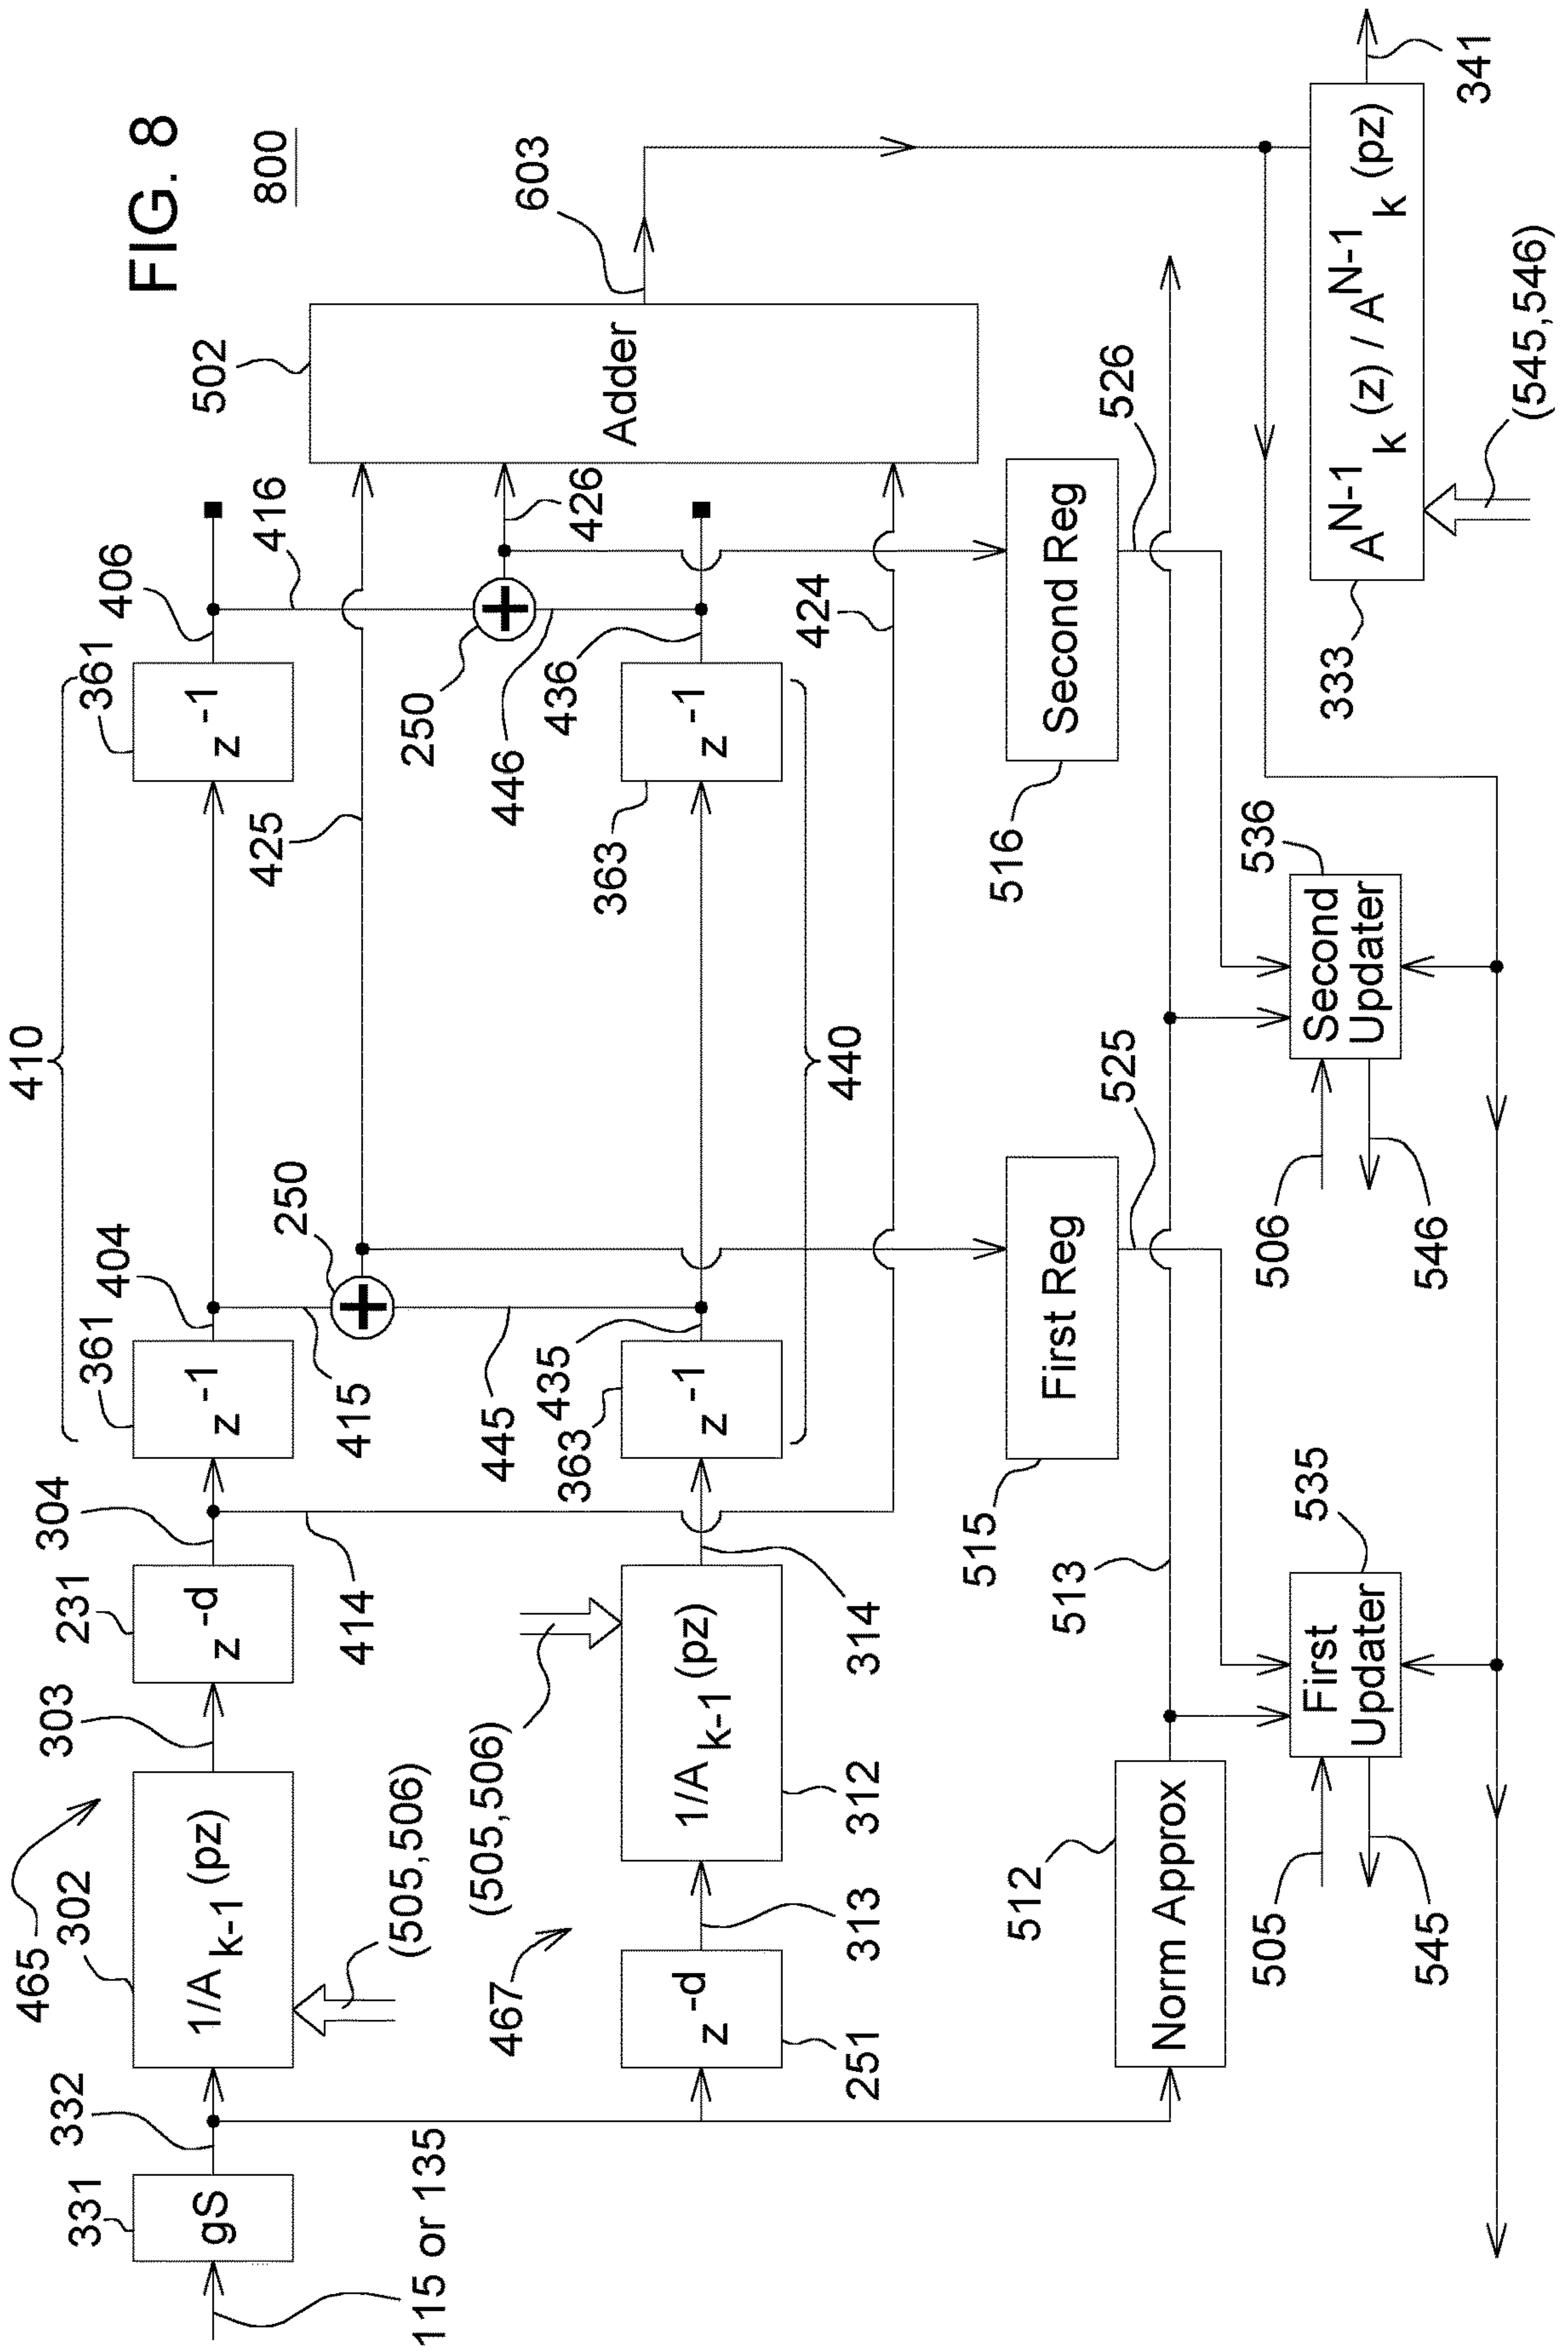 FIG. 8
800
410
465
302
331
332
303
231
304
361
404
361
406
gS
1/A k-1 (pz)
z -d
z -1
z -1
416
115 or 135
(505,506)
414
415
250
425
502
Adder
603
467
(505,506)
445
250
446
426
251
z -d
313
312
1/A k-1 (pz)
314
363
435
z -1
440
363
436
z -1
424
512
Norm Approx
513
515
First Reg
525
516
Second Reg
526
505
545
First Updater
535
506
546
Second Updater
536
333
A N-1 k (z) / A N-1 k (pz)
341
(545,546)